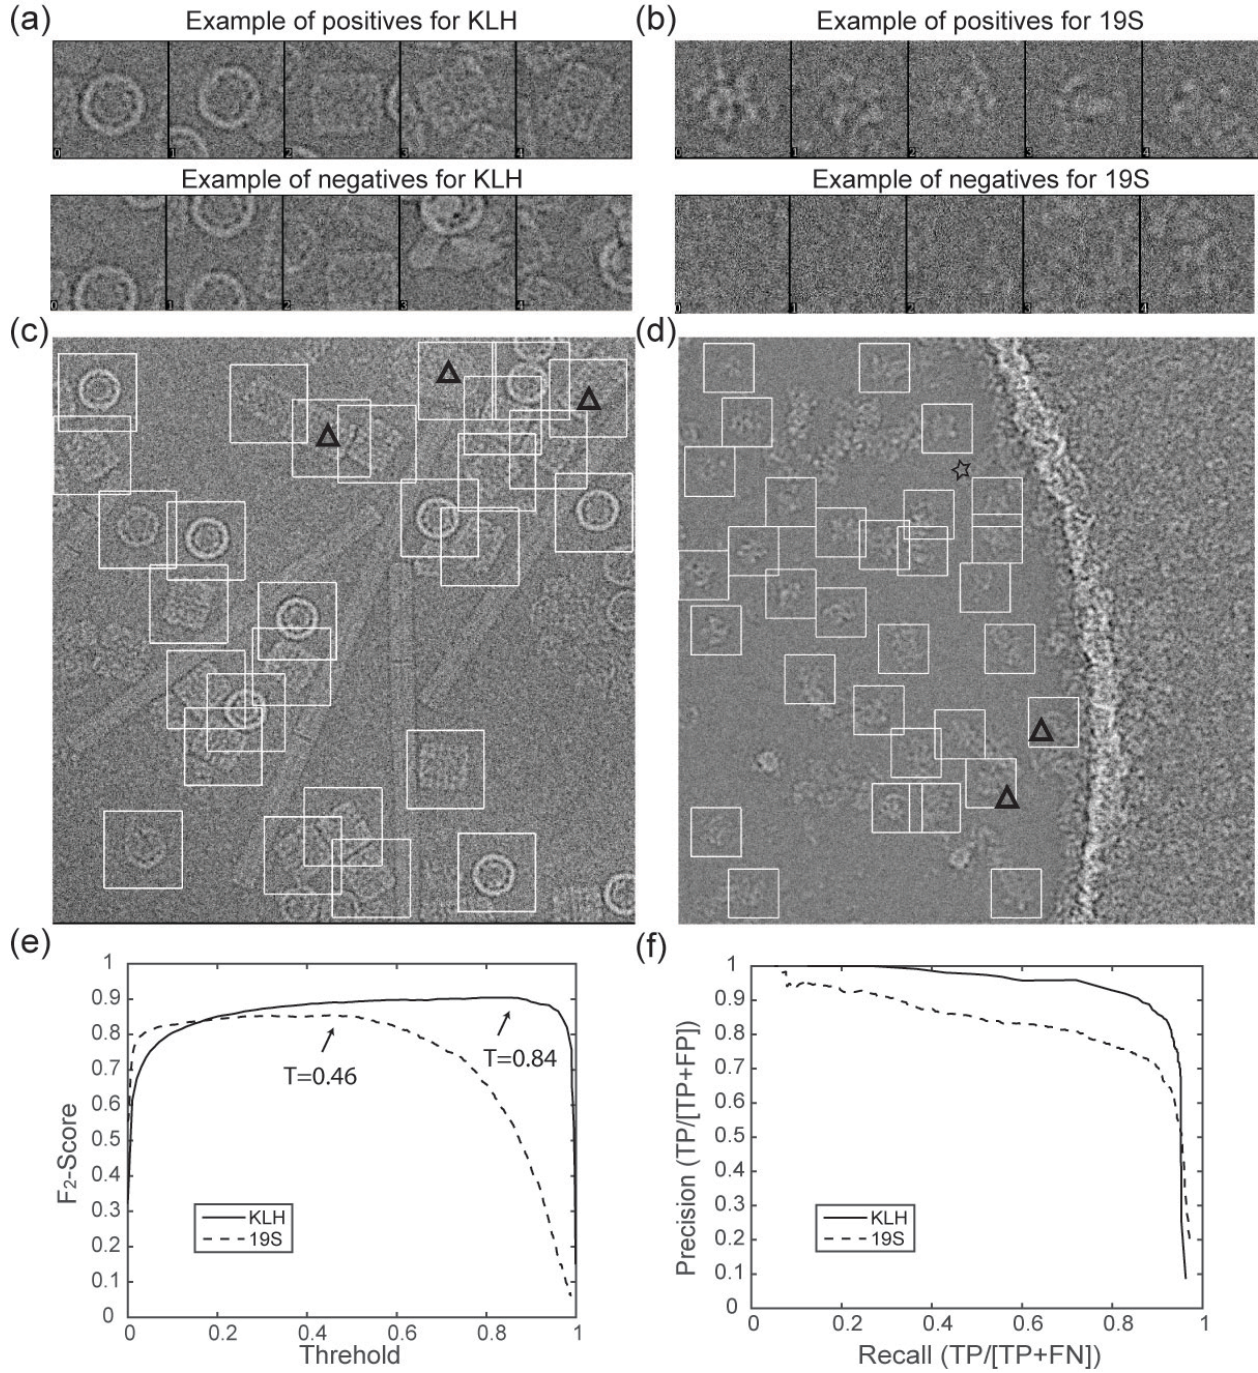 (a)
Example of positives for KLH
0 1 2 3 4
Example of negatives for KLH
0 1 2 3 4
(b)
Example of positives for 19S
0 1 2 3 4
Example of negatives for 19S
0 1 2 3 4
(c)
(d)
(e)
1
0.9
0.8
0.7
0.6
0.5
0.4
0.3
0.2
0.1
0
F2-Score
T=0.46
T=0.84
KLH
19S
0 0.2 0.4 0.6 0.8 1
Threhold
(f)
1
0.9
0.8
0.7
0.6
0.5
0.4
0.3
0.2
0.1
0
Precision (TP/[TP+FP])
KLH
19S
0 0.2 0.4 0.6 0.8 1
Recall (TP/[TP+FN])